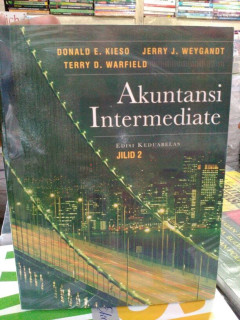 DONALD E. KIESO JERRY J. WEYGANDT
TERRY D. WARFIELD
Akuntansi
Intermediate
EDISI KEDUABELAS
JILID 2